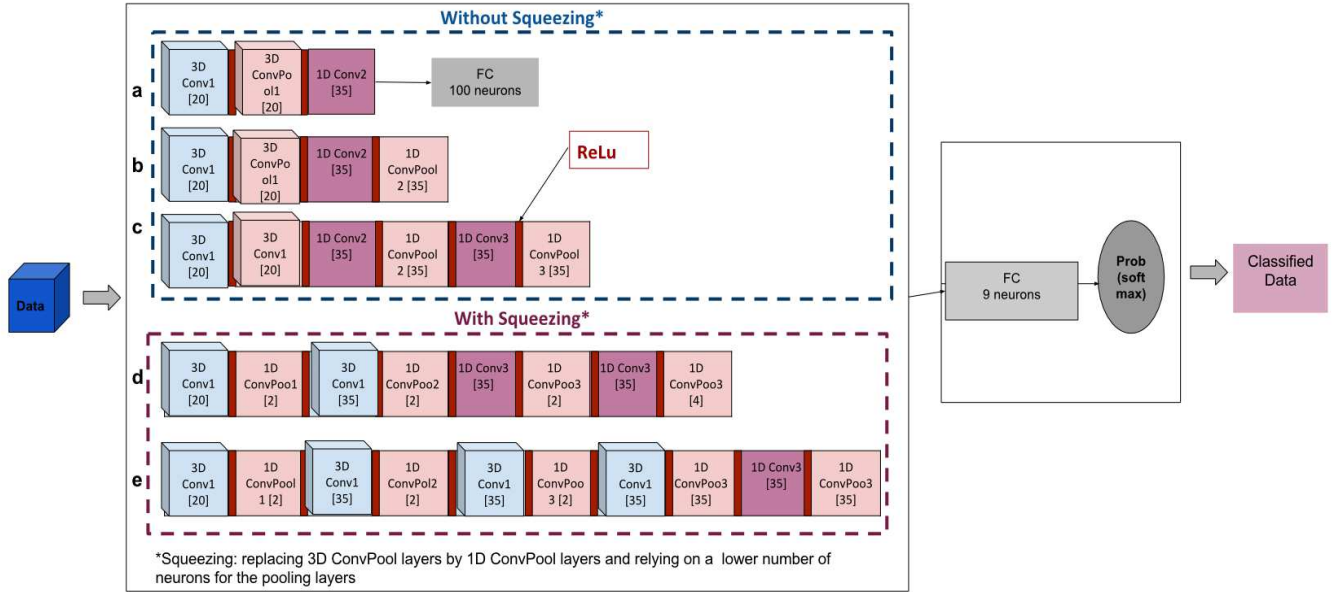 Without Squeezing*
a
3D
Conv1
[20]
3D
ConvPo
ol1
[20]
1D Conv2
[35]
FC
100 neurons
b
3D
Conv1
[20]
3D
ConvPo
ol1
[20]
1D Conv2
[35]
1D
ConvPool
2 [35]
ReLu
c
3D
Conv1
[20]
3D
Conv1
[20]
1D Conv2
[35]
1D
ConvPool
2 [35]
1D Conv3
[35]
1D
ConvPool
3 [35]
Data
With Squeezing*
d
3D
Conv1
[20]
1D
ConvPoo1
[2]
3D
Conv1
[35]
1D
ConvPoo2
[2]
1D Conv3
[35]
1D
ConvPoo3
[2]
1D Conv3
[35]
1D
ConvPoo3
[4]
e
3D
Conv1
[20]
1D
ConvPool
1 [2]
3D
Conv1
[35]
1D
ConvPol2
[2]
3D
Conv1
[35]
1D
ConvPoo
3 [2]
3D
Conv1
[35]
1D
ConvPoo3
[35]
1D Conv3
[35]
1D
ConvPoo3
[35]
*Squeezing: replacing 3D ConvPool layers by 1D ConvPool layers and relying on a lower number of
neurons for the pooling layers
FC
9 neurons
Prob
(soft
max)
Classified
Data